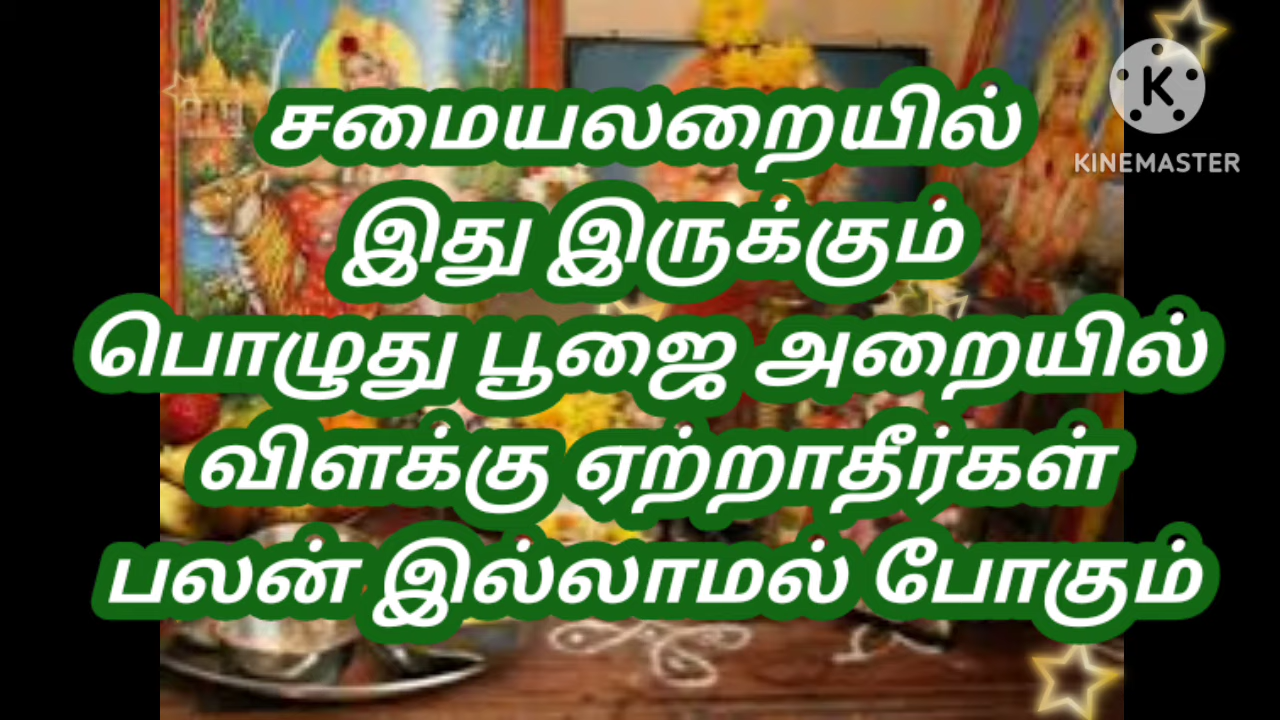 சமையலறையில்
இது இருக்கும்
பொழுது பூஜை அறையில்
விளக்கு ஏற்றாதீர்கள்
பலன் இல்லாமல் போகும்
K
KINEMASTER